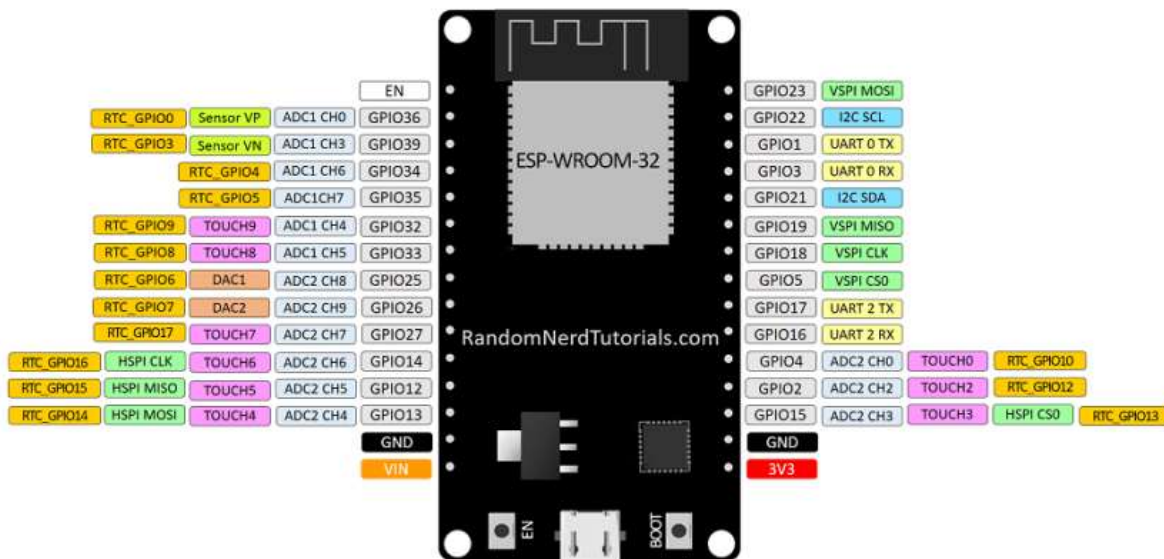 EN GPIO23 VSPI MOSI
RTC_GPIO0 Sensor VP ADC1 CH0 GPIO36 GPIO22 I2C SCL
RTC_GPIO3 Sensor VN ADC1 CH3 GPIO39 GPIO1 UART 0 TX
ESP-WROOM-32
RTC_GPIO4 ADC1 CH6 GPIO34 GPIO3 UART 0 RX
RTC_GPIO5 ADC1CH7 GPIO35 GPIO21 I2C SDA
RTC_GPIO9 TOUCH9 ADC1 CH4 GPIO32 GPIO19 VSPI MISO
RTC_GPIO8 TOUCH8 ADC1 CH5 GPIO33 GPIO18 VSPI CLK
RTC_GPIO6 DAC1 ADC2 CH8 GPIO25 GPIO5 VSPI CS0
RTC_GPIO7 DAC2 ADC2 CH9 GPIO26 GPIO17 UART 2 TX
RTC_GPIO17 TOUCH7 ADC2 CH7 GPIO27 GPIO16 UART 2 RX
RandomNerdTutorials.com
RTC_GPIO16 HSPI CLK TOUCH6 ADC2 CH6 GPIO14 GPIO4 ADC2 CH0 TOUCH0 RTC_GPIO10
RTC_GPIO15 HSPI MISO TOUCH5 ADC2 CH5 GPIO12 GPIO2 ADC2 CH2 TOUCH2 RTC_GPIO12
RTC_GPIO14 HSPI MOSI TOUCH4 ADC2 CH4 GPIO13 GPIO15 ADC2 CH3 TOUCH3 HSPI CS0 RTC_GPIO13
GND GND
VIN 3V3
EN BOOT